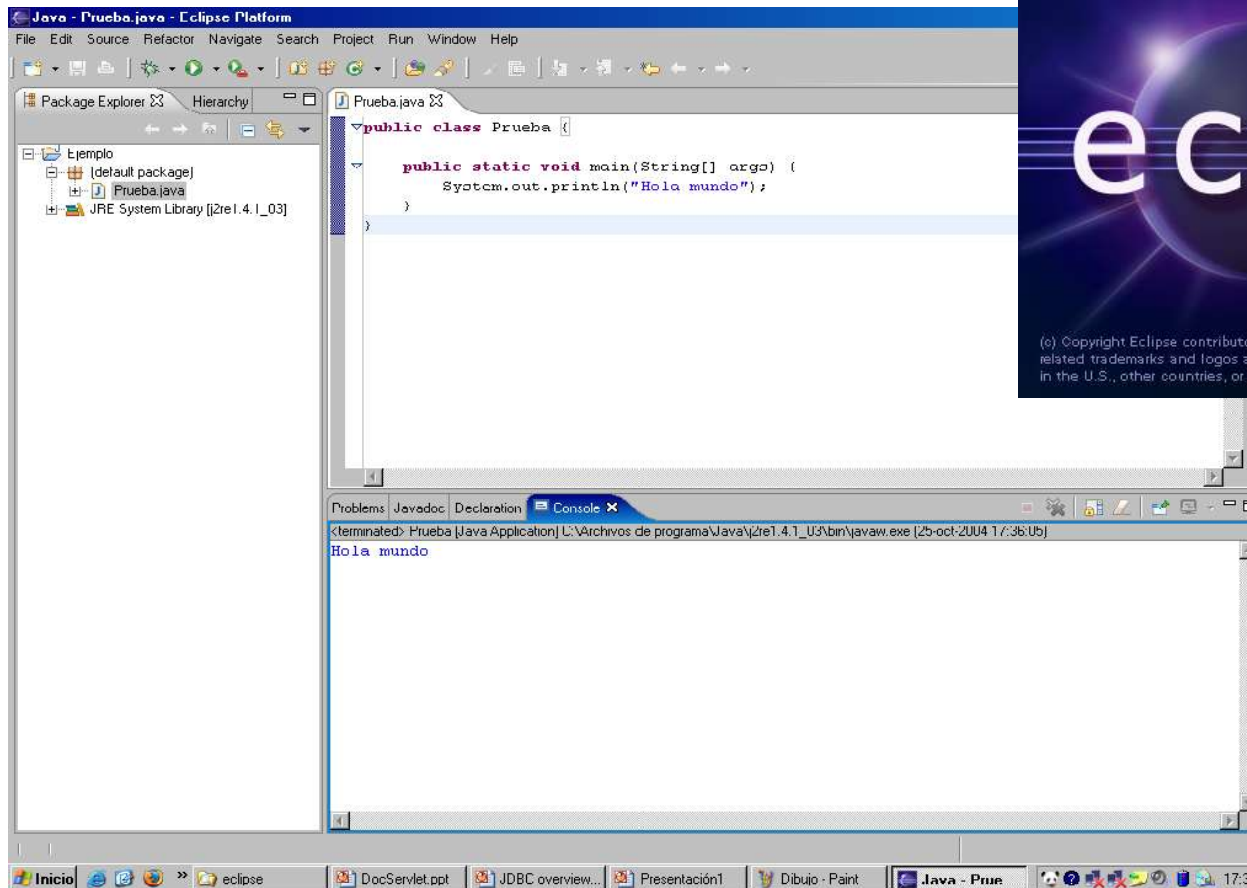 Java - Prueba.java - Eclipse Platform
File Edit Source Refactor Navigate Search Project Run Window Help
Package Explorer Hierarchy
Prueba.java
Ejemplo
(default package)
Prueba.java
JRE System Library [j2re1.4.1_03]
public class Prueba {
public static void main(String[] args) {
System.out.println("Hola mundo");
}
}
ec
(c) Copyright Eclipse contributo
related trademarks and logos a
in the U.S., other countries, or
Problems Javadoc Declaration Console
<terminated> Prueba [Java Application] C:\Archivos de programa\Java\j2re1.4.1_03\bin\javaw.exe (25-oct-2004 17:36:05)
Hola mundo
Inicio » eclipse DocServlet.ppt JDBC overview... Presentación1 Dibujo - Paint Java - Prue 17:3